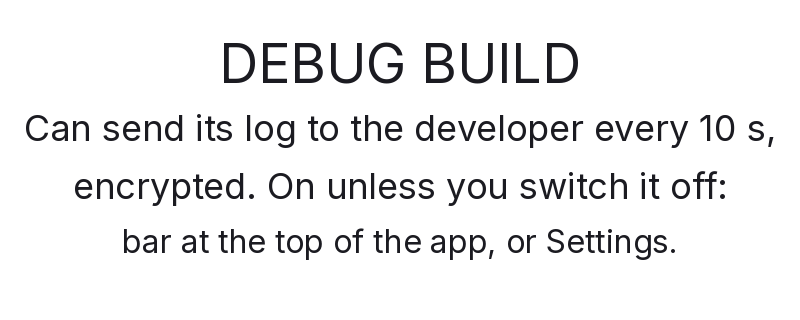 DEBUG BUILD
Can send its log to the developer every 10 s,
encrypted. On unless you switch it off:
bar at the top of the app, or Settings.